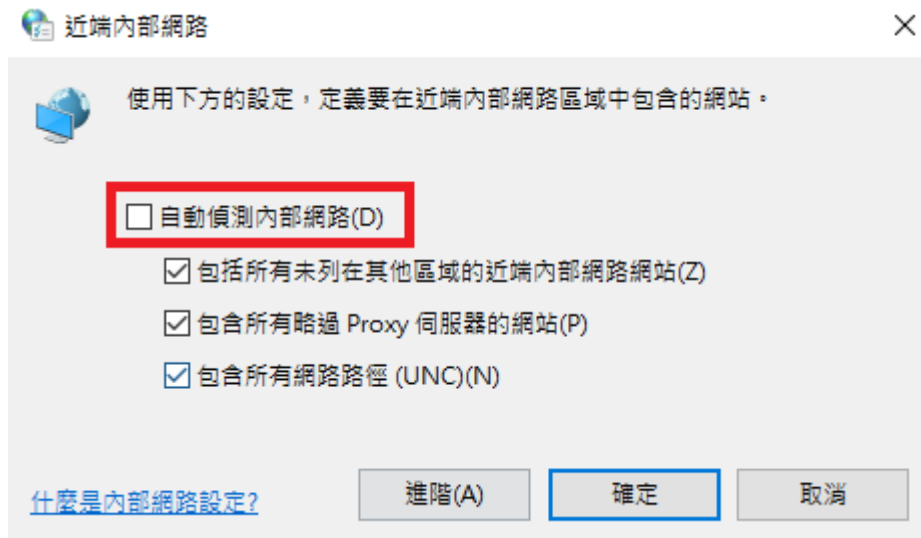 近端內部網路
使用下方的設定，定義要在近端內部網路區域中包含的網站。
自動偵測內部網路(D)
包括所有未列在其他區域的近端內部網路網站(Z)
包含所有略過 Proxy 伺服器的網站(P)
包含所有網路路徑 (UNC)(N)
什麼是內部網路設定?
進階(A)
確定
取消